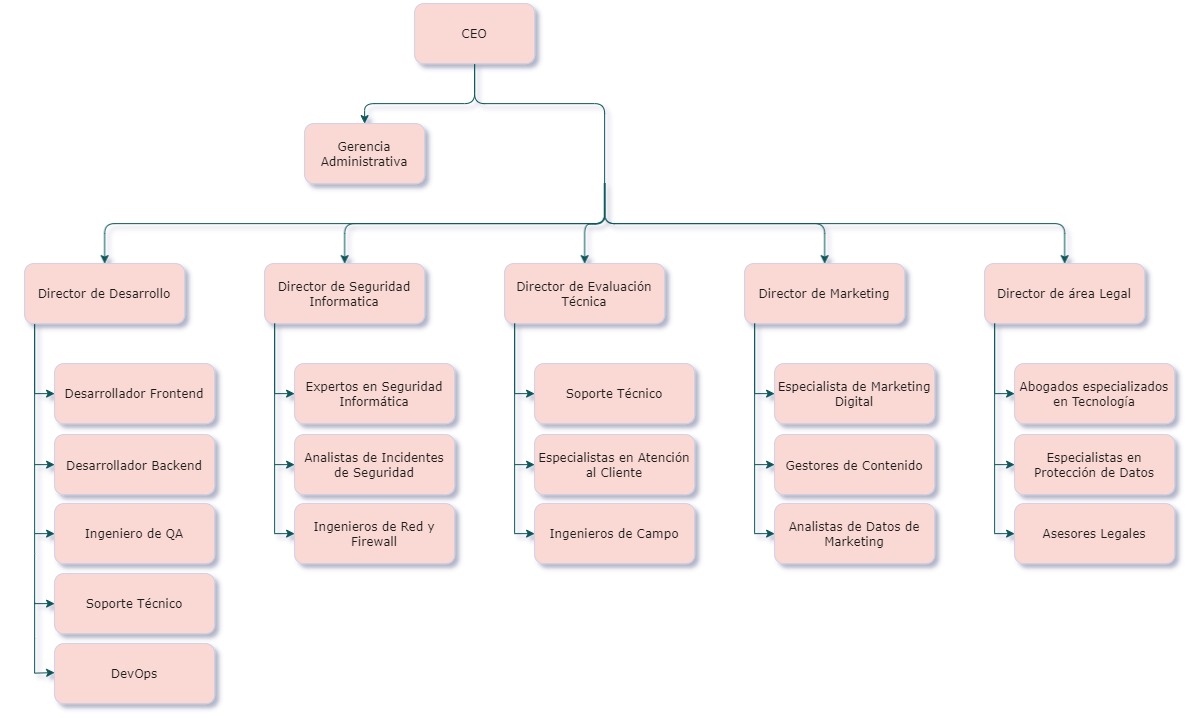 CEO
Gerencia
Administrativa
Director de Desarrollo
Director de Seguridad
Informatica
Director de Evaluación
Técnica
Director de Marketing
Director de área Legal
Desarrollador Frontend
Expertos en Seguridad
Informática
Soporte Técnico
Especialista de Marketing
Digital
Abogados especializados
en Tecnología
Desarrollador Backend
Analistas de Incidentes
de Seguridad
Especialistas en Atención
al Cliente
Gestores de Contenido
Especialistas en
Protección de Datos
Ingeniero de QA
Ingenieros de Red y
Firewall
Ingenieros de Campo
Analistas de Datos de
Marketing
Asesores Legales
Soporte Técnico
DevOps